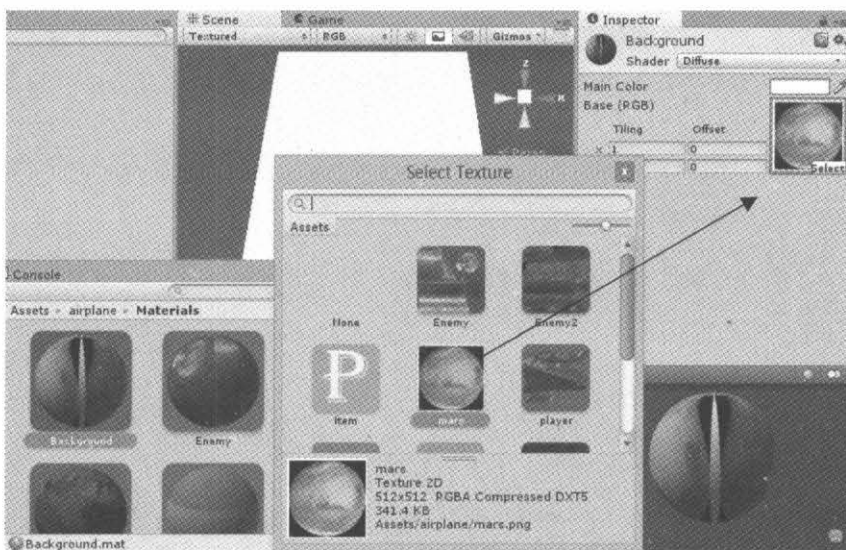 Scene
Game
Textured
RGB
Gizmos
Z
Inspector
Background
Shader
Diffuse
Main Color
Base (RGB)
Tiling
Offset
x 1
0
0
Select
Select Texture
Assets
None
Enemy
Enemy2
P
Item
mars
player
mars
Texture 2D
512x512 RGBA Compressed DXT5
341.4 KB
Assets/airplane/mars.png
Console
Assets
airplane
Materials
Background
Enemy
Background.mat